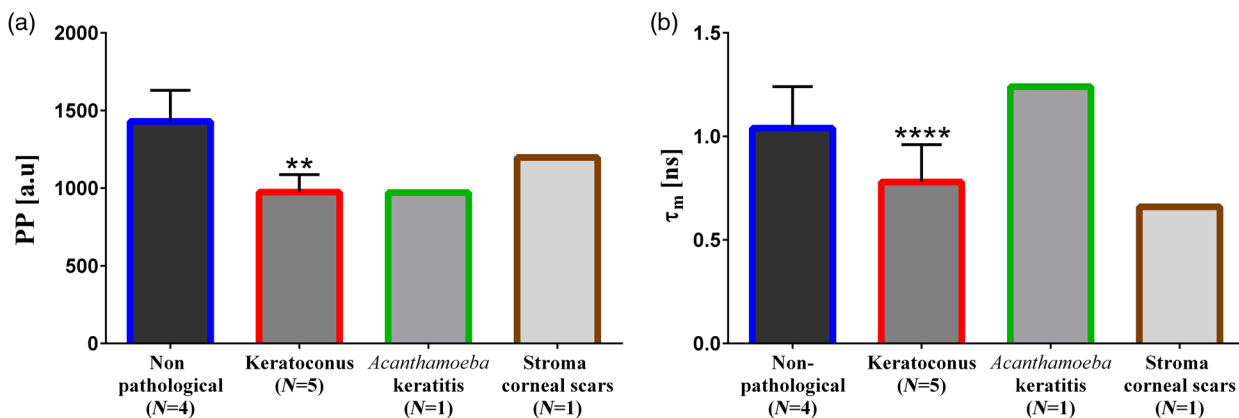 (a)
PP [a.u]
2000
1500
1000
500
0
**
Non
pathological
(N=4)
Keratoconus
(N=5)
Acanthamoeba
keratitis
(N=1)
Stroma
corneal scars
(N=1)
(b)
τm [ns]
1.5
1.0
0.5
0.0
****
Non-
pathological
(N=4)
Keratoconus
(N=5)
Acanthamoeba
keratitis
(N=1)
Stroma
corneal scars
(N=1)